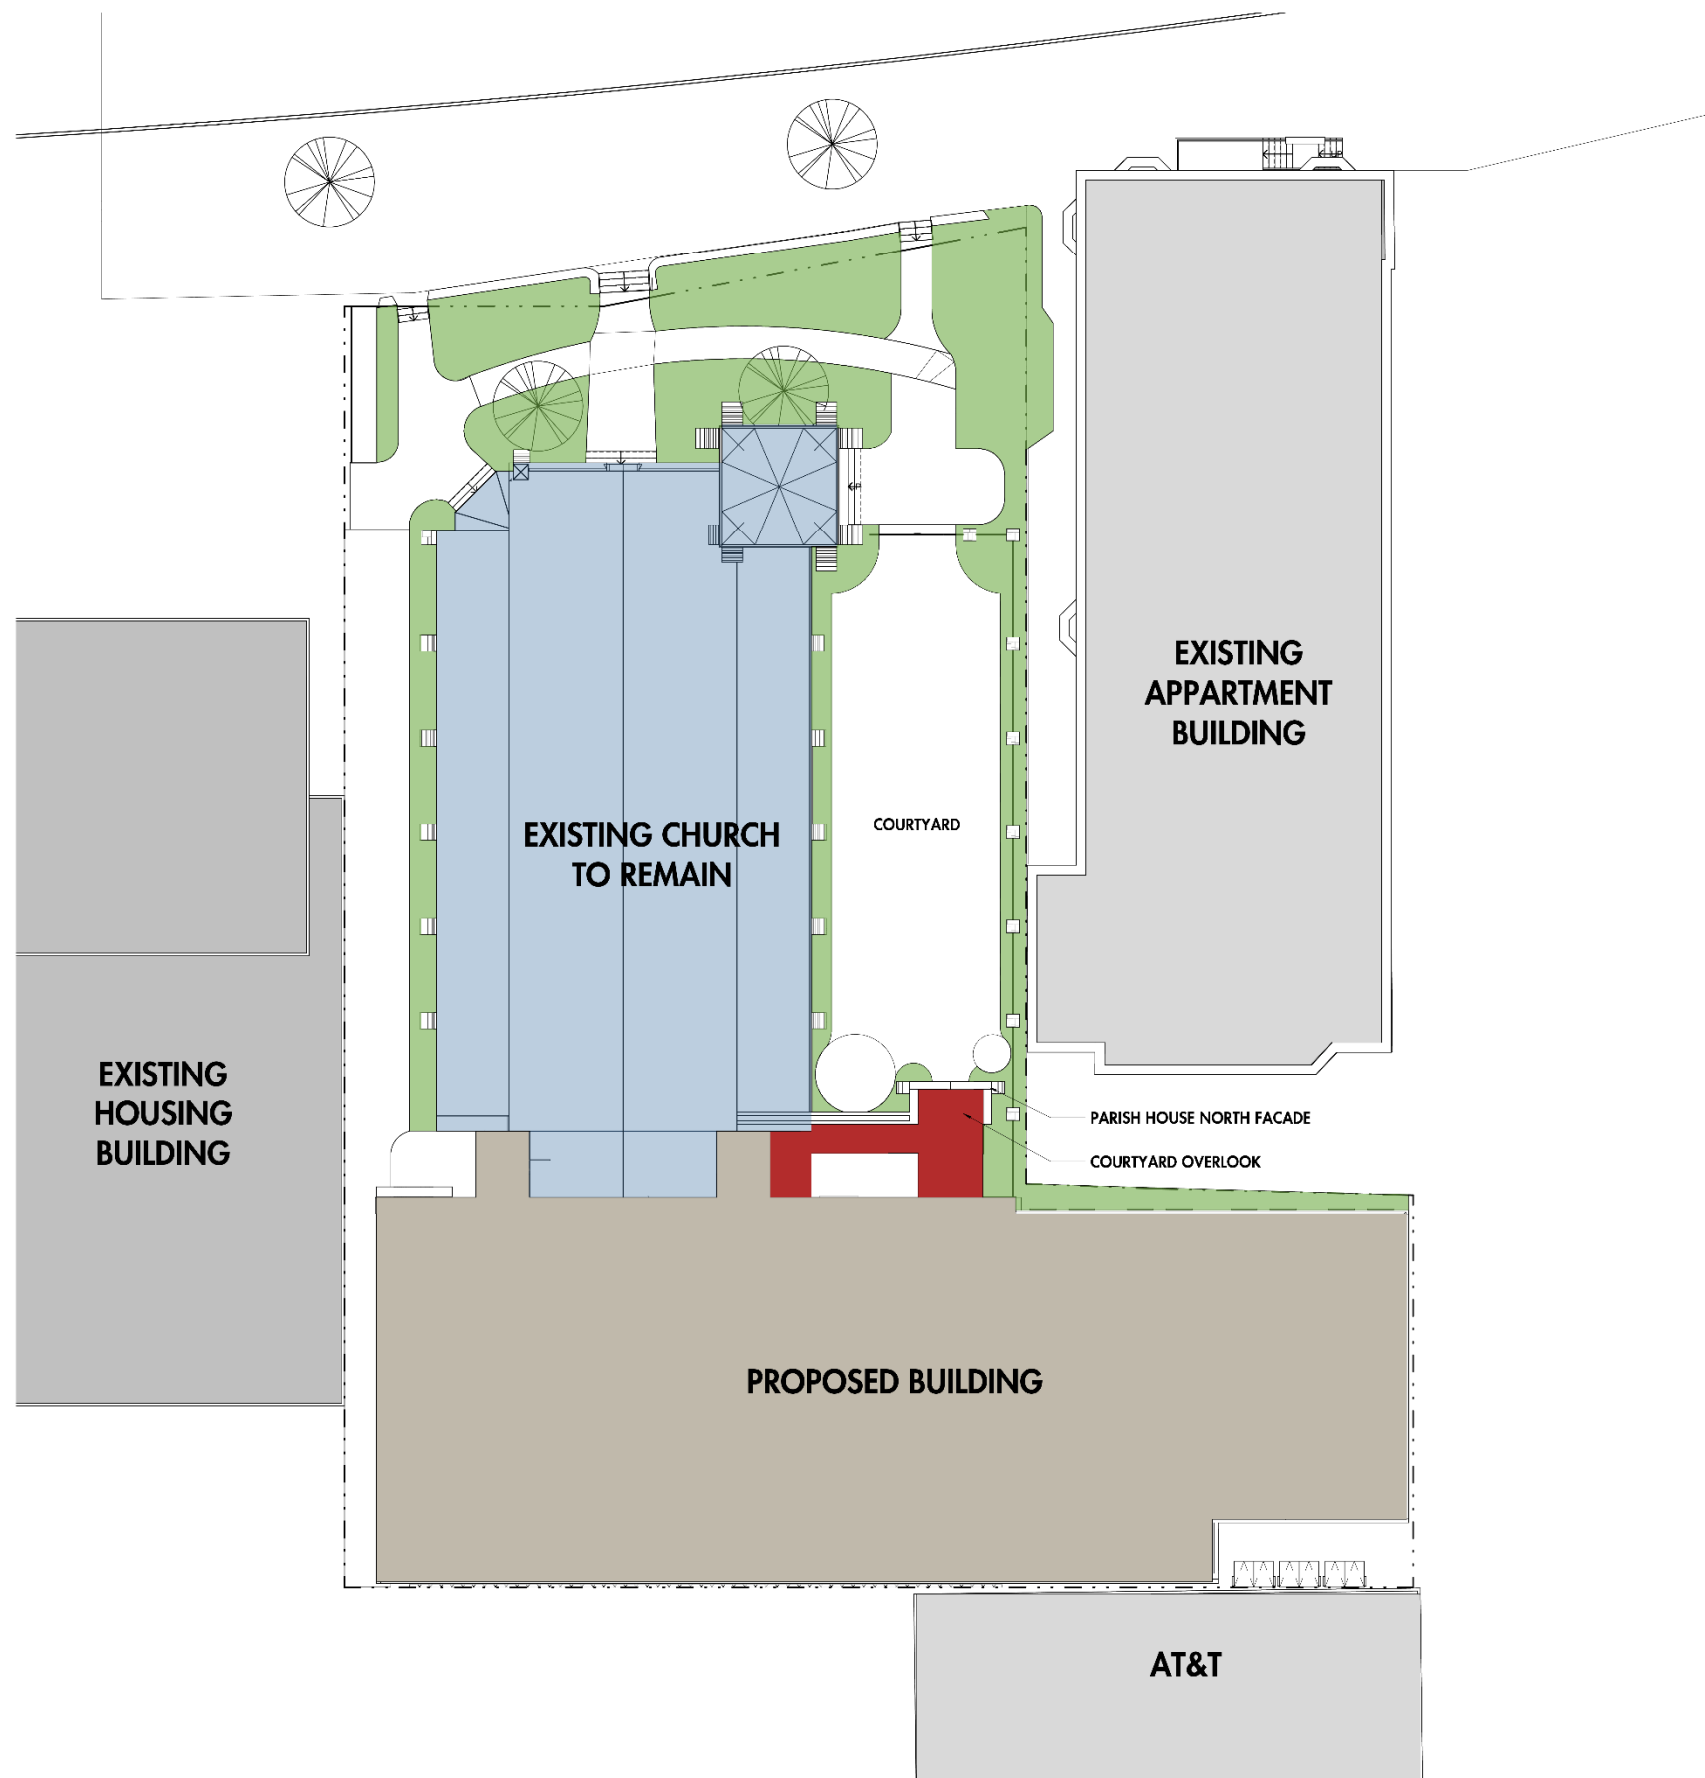 EXISTING
APPARTMENT
BUILDING
COURTYARD
EXISTING CHURCH
TO REMAIN
EXISTING
HOUSING
BUILDING
PARISH HOUSE NORTH FACADE
COURTYARD OVERLOOK
PROPOSED BUILDING
AT&T